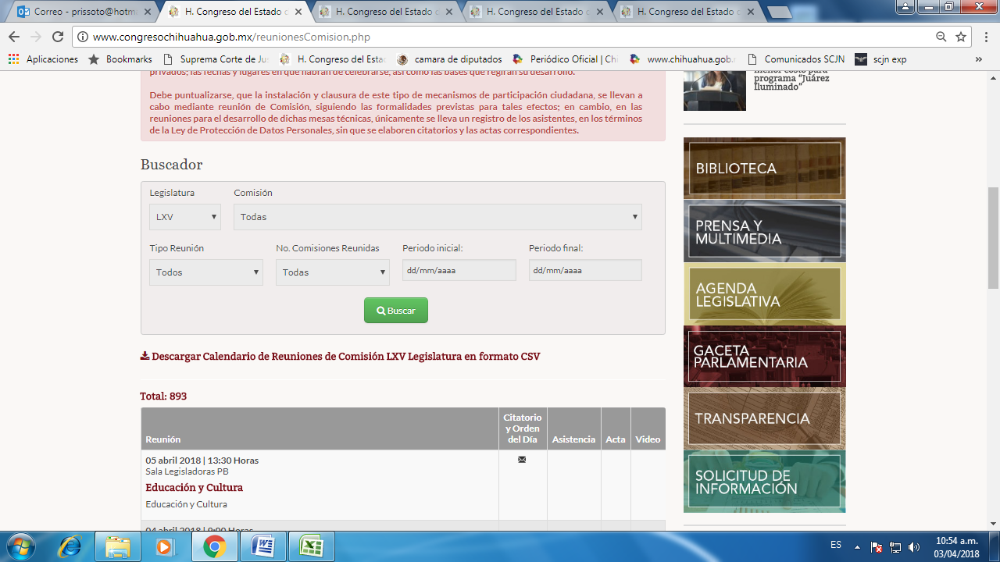 Correo - prissoto@hotma
H. Congreso del Estado d
H. Congreso del Estado d
H. Congreso del Estado d
H. Congreso del Estado d
www.congresochihuahua.gob.mx/reunionesComision.php
Aplicaciones
Bookmarks
Suprema Corte de Jus
H. Congreso del Estad
camara de diputados
Periódico Oficial | Chi
www.chihuahua.gob.m
Comunicados SCJN
scjn exp
»
privados; las fechas y lugares en que habrán de celebrarse, así como las bases que regirán su desarrollo.
Debe puntualizarse que la instalación y clausura de este tipo de mecanismos de participación ciudadana, se llevan a
cabo mediante reunión de Comisión, siguiendo las formalidades previstas para tales efectos; en cambio, en las
reuniones para el desarrollo de dichas mesas técnicas, únicamente se lleva un registro de los asistentes, en los términos
de la Ley de Protección de Datos Personales, sin que se elaboren citatorios y las actas correspondientes.
menor costo para
programa “Juárez
Iluminado”
Buscador
Legislatura
Comisión
LXV
Todas
Tipo Reunión
No. Comisiones Reunidas
Periodo inicial:
Periodo final:
Todos
Todas
dd/mm/aaaa
dd/mm/aaaa
Buscar
Descargar Calendario de Reuniones de Comisión LXV Legislatura en formato CSV
Total: 893
Reunión
Citatorio
y Orden
del Día
Asistencia
Acta
Video
05 abril 2018 | 13:30 Horas
Sala Legisladoras PB
Educación y Cultura
Educación y Cultura
04 abril 2018 | 9:00 Horas
BIBLIOTECA
PRENSA Y
MULTIMEDIA
AGENDA
LEGISLATIVA
GACETA
PARLAMENTARIA
TRANSPARENCIA
SOLICITUD DE
INFORMACIÓN
ES
10:54 a.m.
03/04/2018